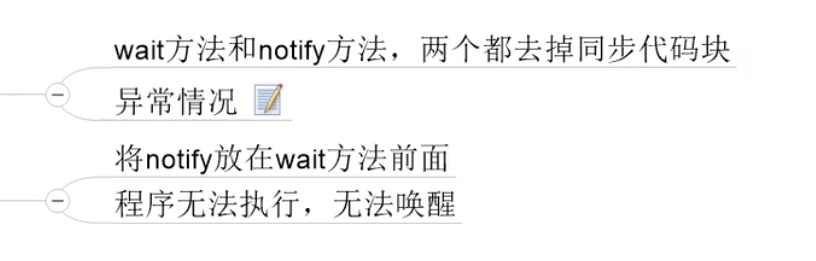 wait方法和notify方法，两个都去掉同步代码块
异常情况
将notify放在wait方法前面
程序无法执行，无法唤醒